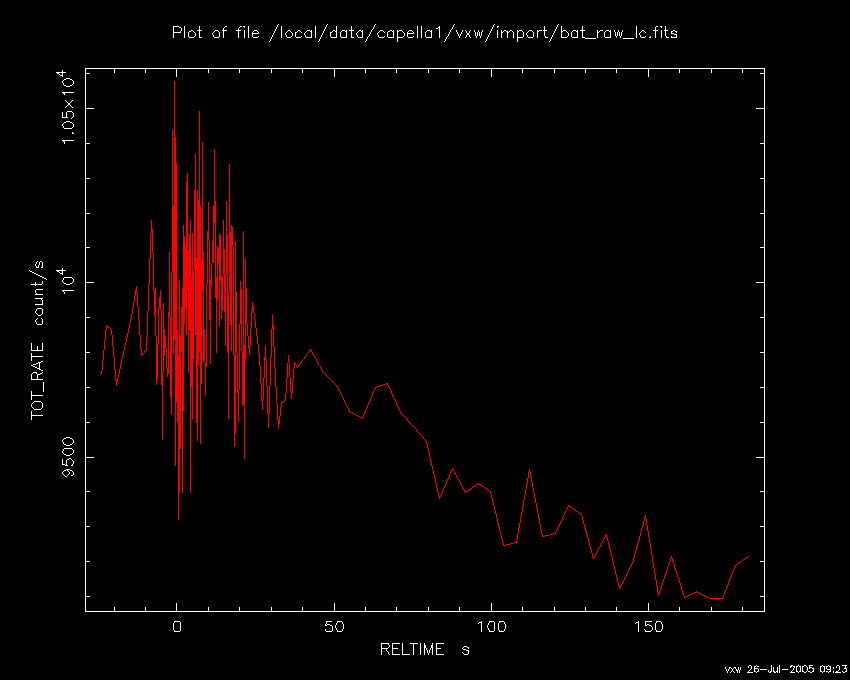 Plot of file /local/data/capella1/vxw/import/bat_raw_lc.fits
1.05×10⁴
10⁴
9500
TOT_RATE count/s
0 50 100 150
RELTIME s
vxw 26-Jul-2005 09:23